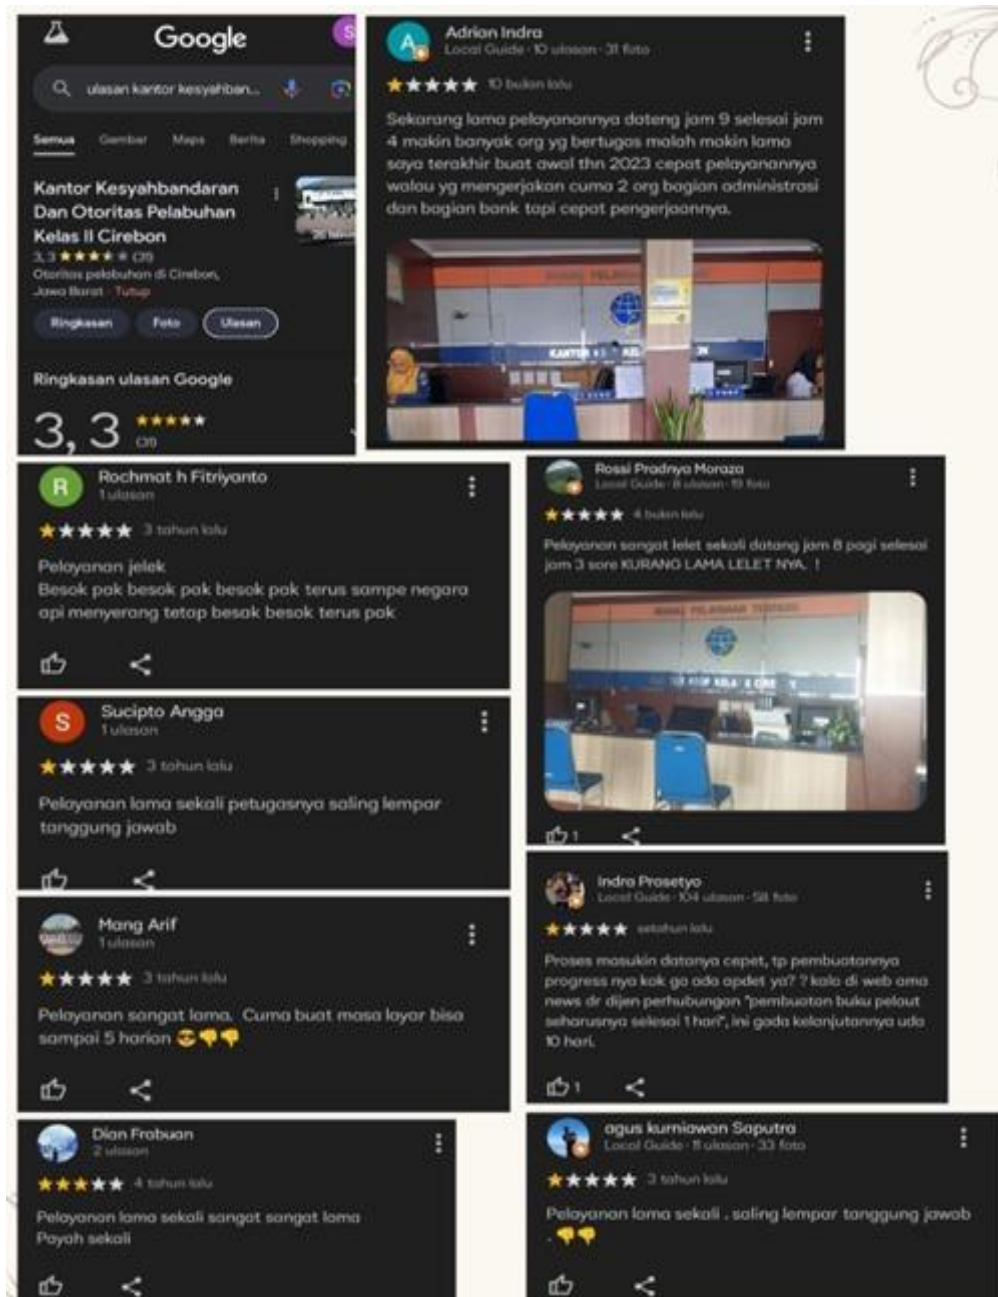 Google
ulasan kantor kesyahban...
Semua Gambar Maps Berita Shopping
Kantor Kesyahbandaran
Dan Otoritas Pelabuhan
Kelas II Cirebon
3,3 (31)
Otoritas pelabuhan di Cirebon,
Jawa Barat · Tutup
Ringkasan Foto Ulasan
Ringkasan ulasan Google
3,3
(31)
A
Adrian Indra
Local Guide · 10 ulasan · 31 foto
10 bulan lalu
Sekarang lama pelayanannya dateng jam 9 selesai jam
4 makin banyak org yg bertugas malah makin lama
saya terakhir buat awal thn 2023 cepat pelayanannya
walau yg mengerjakan cuma 2 org bagian administrasi
dan bagian bank tapi cepat pengerjaannya.
R
Rochmat h Fitriyanto
1 ulasan
3 tahun lalu
Pelayanan jelek
Besok pak besok pak besok pak terus sampe negara
api menyerang tetap besak besok terus pak
Rossi Pradnya Moraza
Local Guide · 8 ulasan · 19 foto
4 bulan lalu
Pelayanan sangat lelet sekali datang jam 8 pagi selesai
jam 3 sore KURANG LAMA LELET NYA. !
1
S
Sucipto Angga
1 ulasan
3 tahun lalu
Pelayanan lama sekali petugasnya saling lempar
tanggung jawab
Indra Prasetyo
Local Guide · 104 ulasan · 58 foto
setahun lalu
Proses masukin datanya cepet, tp pembuatannya
progress nya kok ga ada apdet ya? ? kalo di web ama
news dr dijen perhubungan "pembuatan buku pelaut
seharusnya selesai 1 hari", ini gada kelanjutannya uda
10 hari.
1
Mang Arif
1 ulasan
3 tahun lalu
Pelayanan sangat lama. Cuma buat masa layar bisa
sampai 5 harian 😎👎👎
Dian Frabuan
2 ulasan
4 tahun lalu
Pelayanan lama sekali sangat sangat lama
Payah sekali
agus kurniawan Saputra
Local Guide · 11 ulasan · 33 foto
3 tahun lalu
Pelayanan lama sekali . saling lempar tanggung jawab
. 👎👎